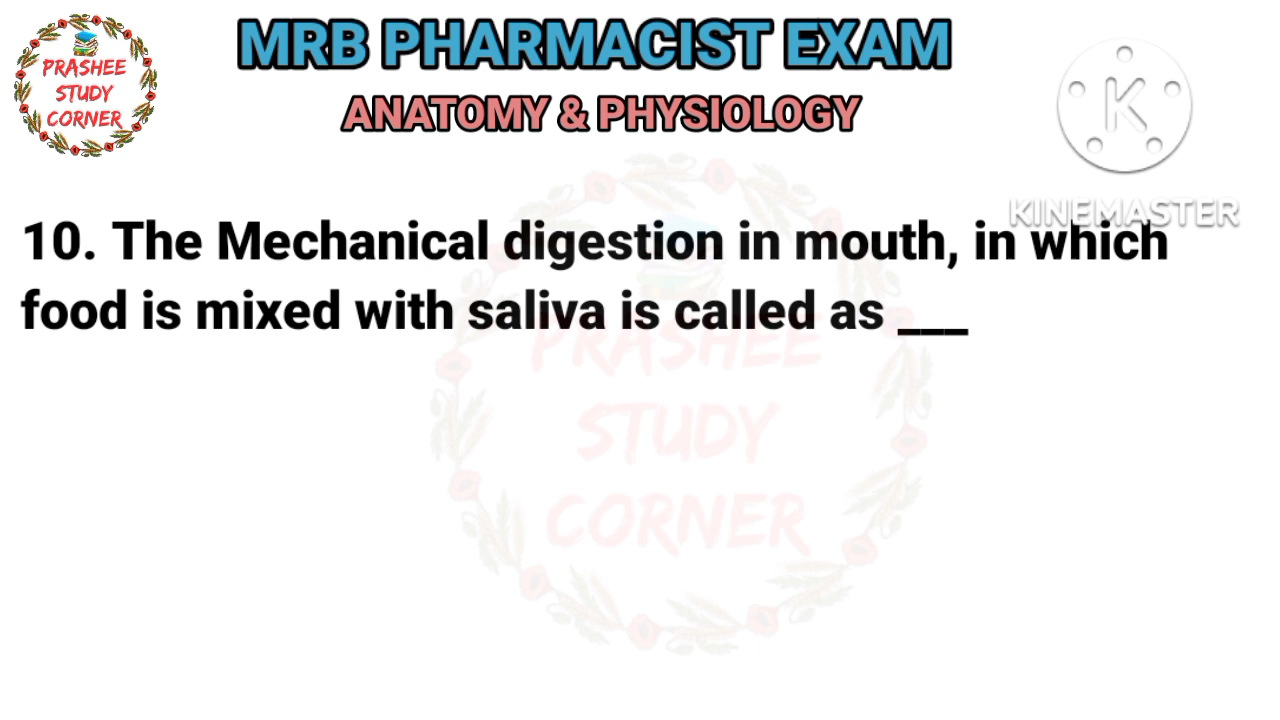 PRASHEE
STUDY
CORNER
MRB PHARMACIST EXAM
ANATOMY & PHYSIOLOGY
K
KINEMASTER
10. The Mechanical digestion in mouth, in which
food is mixed with saliva is called as ___
PRASHEE
STUDY
CORNER